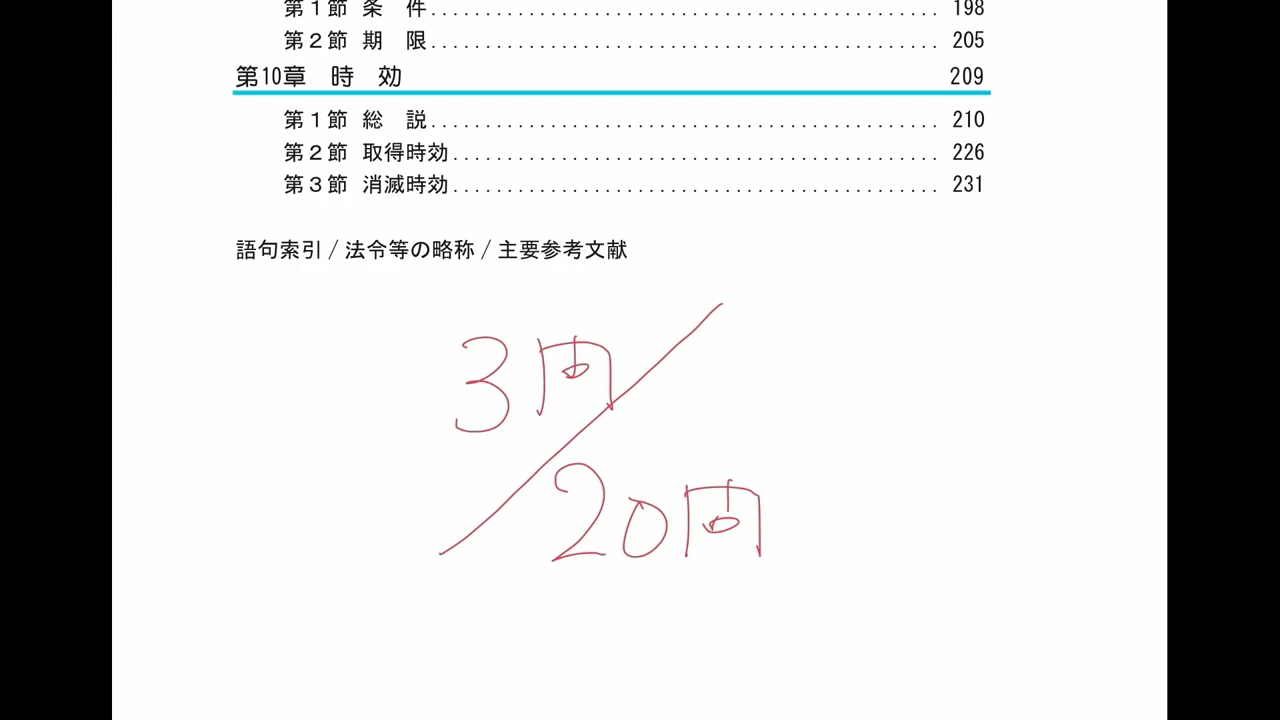 第1節 条　件 198
第2節 期　限 205
第10章　時　効 209
第1節 総　説 210
第2節 取得時効 226
第3節 消滅時効 231
語句索引 / 法令等の略称 / 主要参考文献
3問
20問